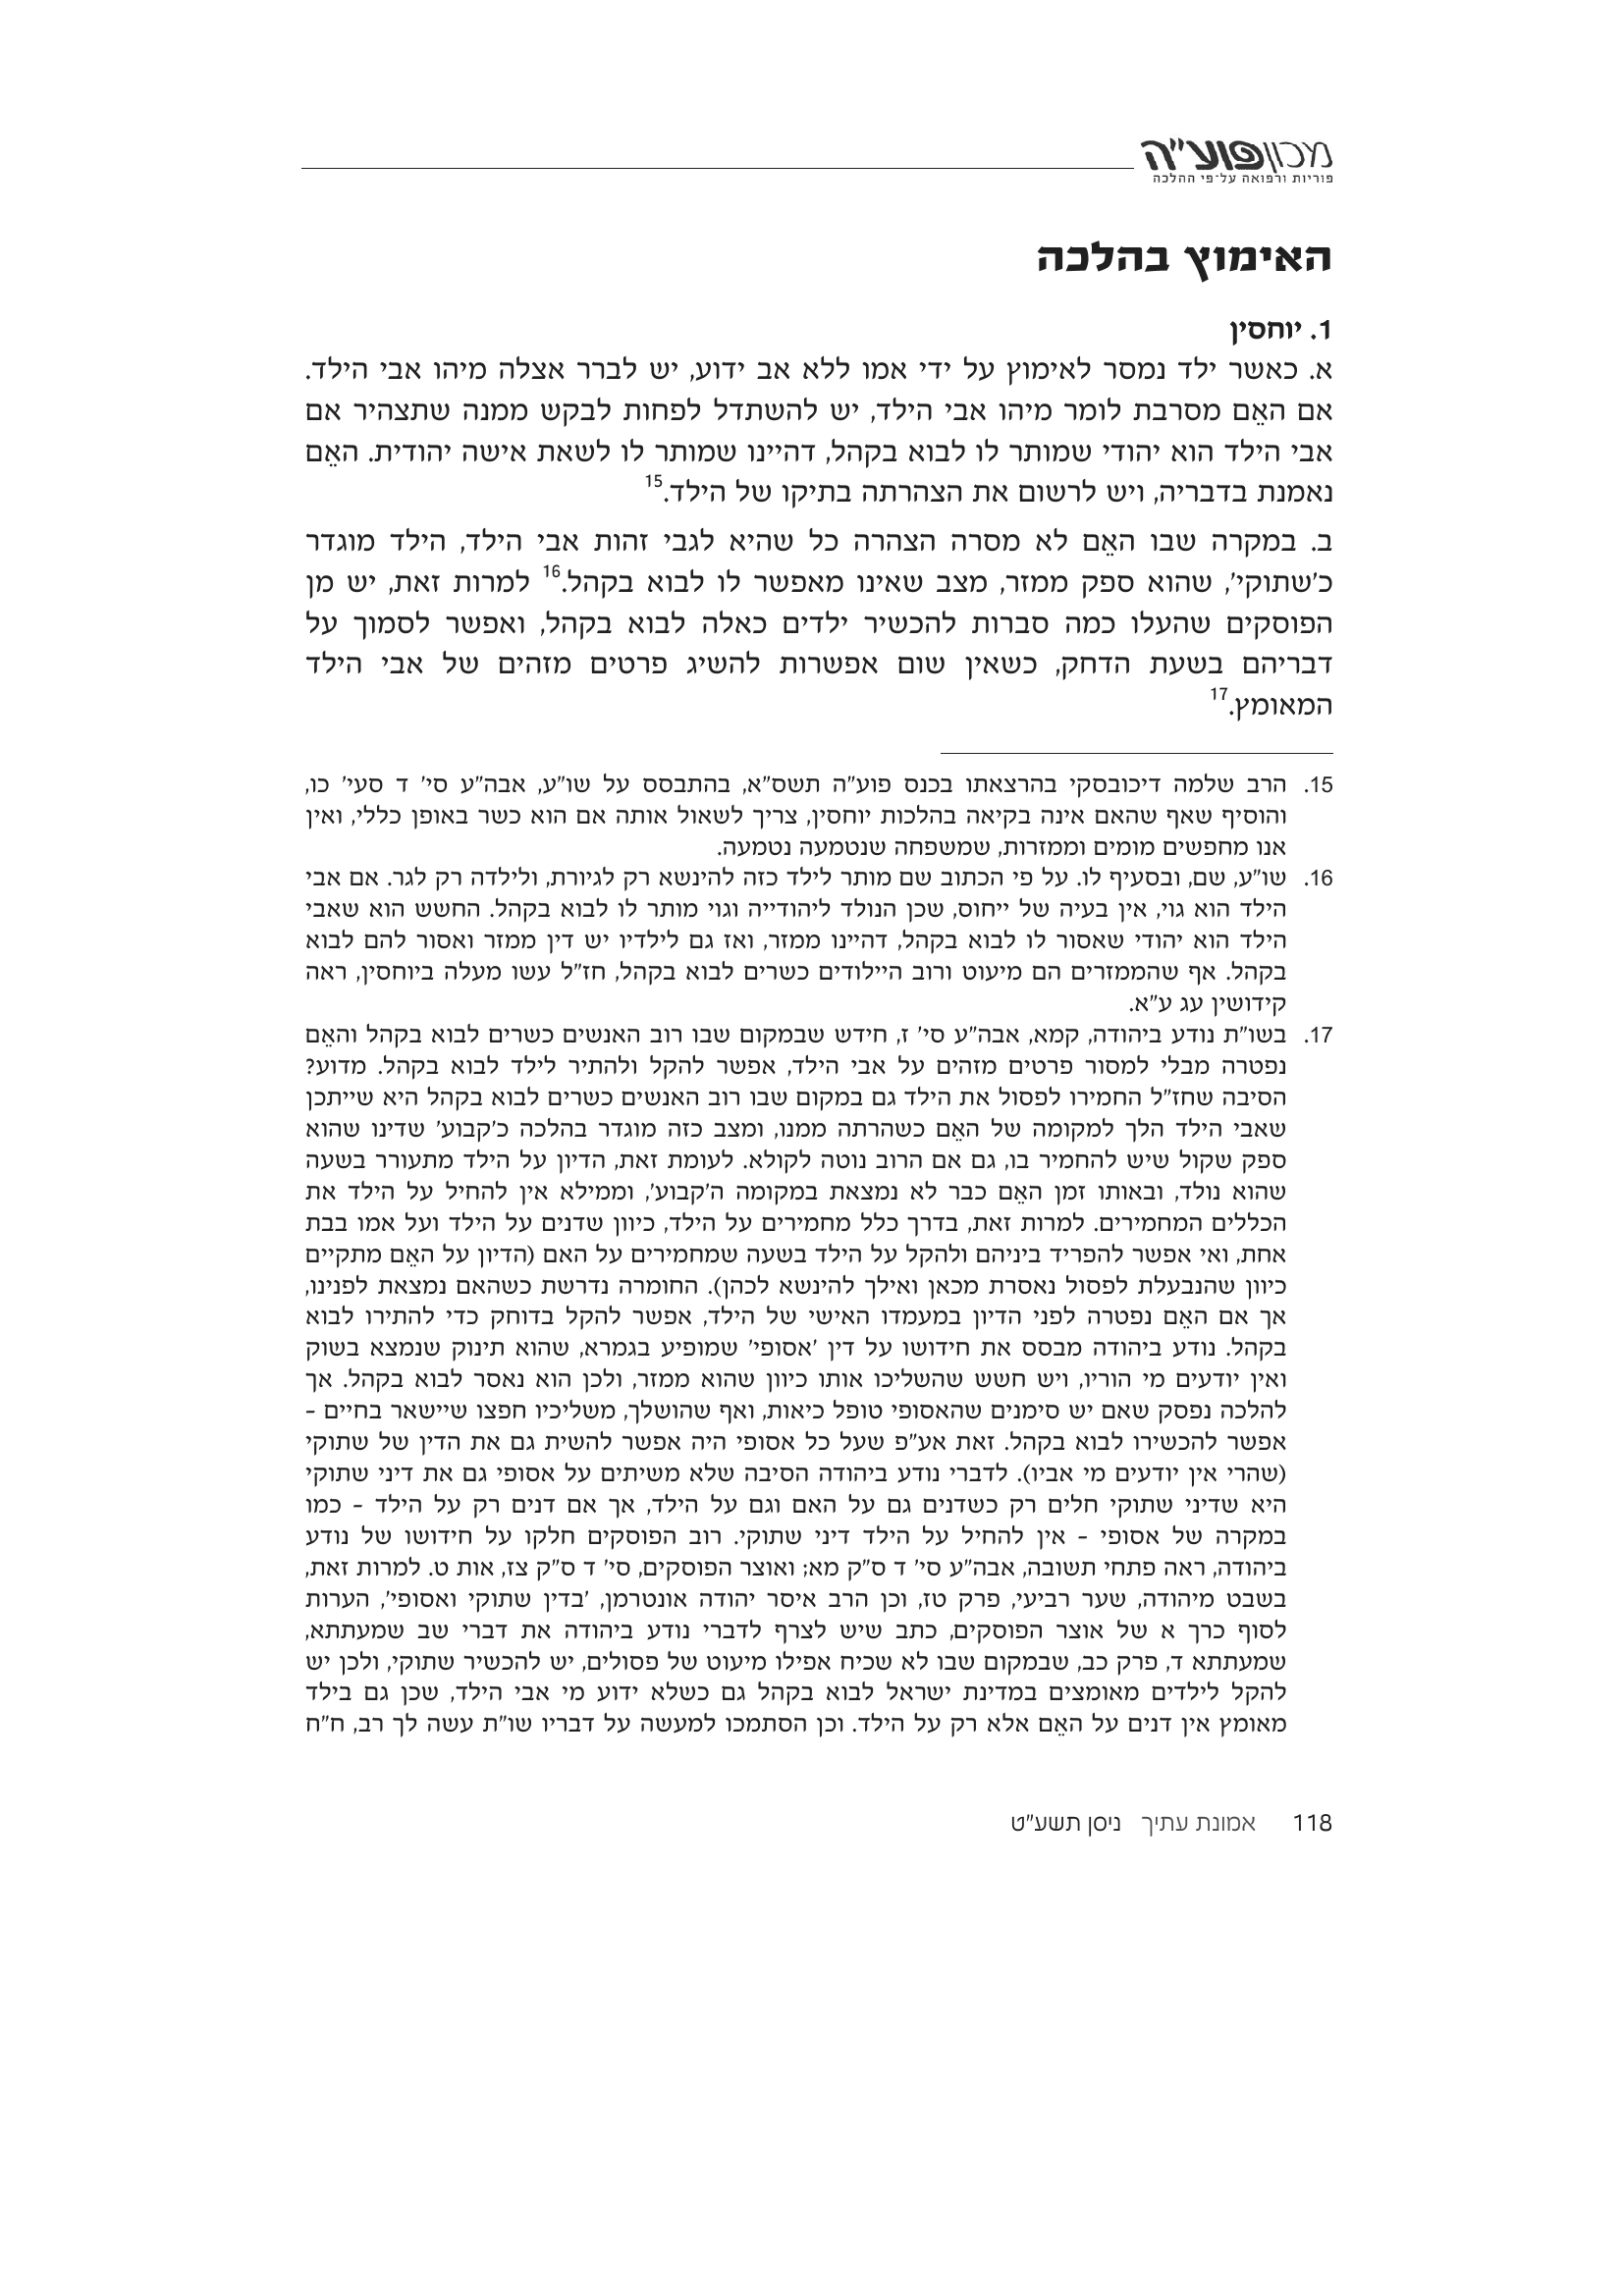 מכון פוע"ה
פוריות ורפואה על־פי ההלכה
האימוץ בהלכה
1. יוחסין
א. כאשר ילד נמסר לאימוץ על ידי אמו ללא אב ידוע, יש לברר אצלה מיהו אבי הילד.
אם האֵם מסרבת לומר מיהו אבי הילד, יש להשתדל לפחות לבקש ממנה שתצהיר אם
אבי הילד הוא יהודי שמותר לו לבוא בקהל, דהיינו שמותר לו לשאת אישה יהודית. האֵם
נאמנת בדבריה, ויש לרשום את הצהרתה בתיקו של הילד.15
ב. במקרה שבו האֵם לא מסרה הצהרה כל שהיא לגבי זהות אבי הילד, הילד מוגדר
כ'שתוקי', שהוא ספק ממזר, מצב שאינו מאפשר לו לבוא בקהל.16 למרות זאת, יש מן
הפוסקים שהעלו כמה סברות להכשיר ילדים כאלה לבוא בקהל, ואפשר לסמוך על
דבריהם בשעת הדחק, כשאין שום אפשרות להשיג פרטים מזהים של אבי הילד
המאומץ.17
15. הרב שלמה דיכובסקי בהרצאתו בכנס פוע"ה תשס"א, בהתבסס על שו"ע, אבה"ע סי' ד סעי' כו,
והוסיף שאף שהאם אינה בקיאה בהלכות יוחסין, צריך לשאול אותה אם הוא כשר באופן כללי, ואין
אנו מחפשים מומים וממזרות, שמשפחה שנטמעה נטמעה.
16. שו"ע, שם, ובסעיף לו. על פי הכתוב שם מותר לילד כזה להינשא רק לגיורת, ולילדה רק לגר. אם אבי
הילד הוא גוי, אין בעיה של ייחוס, שכן הנולד ליהודייה וגוי מותר לו לבוא בקהל. החשש הוא שאבי
הילד הוא יהודי שאסור לו לבוא בקהל, דהיינו ממזר, ואז גם לילדיו יש דין ממזר ואסור להם לבוא
בקהל. אף שהממזרים הם מיעוט ורוב היילודים כשרים לבוא בקהל, חז"ל עשו מעלה ביוחסין, ראה
קידושין עג ע"א.
17. בשו"ת נודע ביהודה, קמא, אבה"ע סי' ז, חידש שבמקום שבו רוב האנשים כשרים לבוא בקהל והאֵם
נפטרה מבלי למסור פרטים מזהים על אבי הילד, אפשר להקל ולהתיר לילד לבוא בקהל. מדוע?
הסיבה שחז"ל החמירו לפסול את הילד גם במקום שבו רוב האנשים כשרים לבוא בקהל היא שייתכן
שאבי הילד הלך למקומה של האֵם כשהרתה ממנו, ומצב כזה מוגדר בהלכה כ'קבוע' שדינו שהוא
ספק שקול שיש להחמיר בו, גם אם הרוב נוטה לקולא. לעומת זאת, הדיון על הילד מתעורר בשעה
שהוא נולד, ובאותו זמן האֵם כבר לא נמצאת במקומה ה'קבוע', וממילא אין להחיל על הילד את
הכללים המחמירים. למרות זאת, בדרך כלל מחמירים על הילד, כיוון שדנים על הילד ועל אמו בבת
אחת, ואי אפשר להפריד ביניהם ולהקל על הילד בשעה שמחמירים על האם (הדיון על האֵם מתקיים
כיוון שהנבעלת לפסול נאסרת מכאן ואילך להינשא לכהן). החומרה נדרשת כשהאם נמצאת לפנינו,
אך אם האֵם נפטרה לפני הדיון במעמדו האישי של הילד, אפשר להקל בדוחק כדי להתירו לבוא
בקהל. נודע ביהודה מבסס את חידושו על דין 'אסופי' שמופיע בגמרא, שהוא תינוק שנמצא בשוק
ואין יודעים מי הוריו, ויש חשש שהשליכו אותו כיוון שהוא ממזר, ולכן הוא נאסר לבוא בקהל. אך
להלכה נפסק שאם יש סימנים שהאסופי טופל כיאות, ואף שהושלך, משליכיו חפצו שיישאר בחיים –
אפשר להכשירו לבוא בקהל. זאת אע"פ שעל כל אסופי היה אפשר להשית גם את הדין של שתוקי
(שהרי אין יודעים מי אביו). לדברי נודע ביהודה הסיבה שלא משיתים על אסופי גם את דיני שתוקי
היא שדיני שתוקי חלים רק כשדנים גם על האם וגם על הילד, אך אם דנים רק על הילד – כמו
במקרה של אסופי – אין להחיל על הילד דיני שתוקי. רוב הפוסקים חלקו על חידושו של נודע
ביהודה, ראה פתחי תשובה, אבה"ע סי' ד ס"ק מא; ואוצר הפוסקים, סי' ד ס"ק צז, אות ט. למרות זאת,
בשבט מיהודה, שער רביעי, פרק טז, וכן הרב איסר יהודה אונטרמן, 'בדין שתוקי ואסופי', הערות
לסוף כרך א של אוצר הפוסקים, כתב שיש לצרף לדברי נודע ביהודה את דברי שב שמעתתא,
שמעתתא ד, פרק כב, שבמקום שבו לא שכיח אפילו מיעוט של פסולים, יש להכשיר שתוקי, ולכן יש
להקל לילדים מאומצים במדינת ישראל לבוא בקהל גם כשלא ידוע מי אבי הילד, שכן גם בילד
מאומץ אין דנים על האֵם אלא רק על הילד. וכן הסתמכו למעשה על דבריו שו"ת עשה לך רב, ח"ח
118 אמונת עתיך ניסן תשע"ט